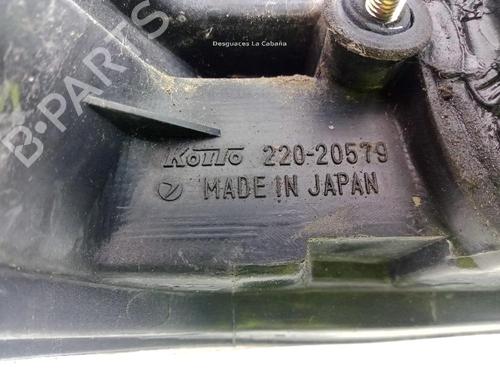 Desguaces La Cabaña
B-PARTS
KOITO 220-20579
MADE IN JAPAN